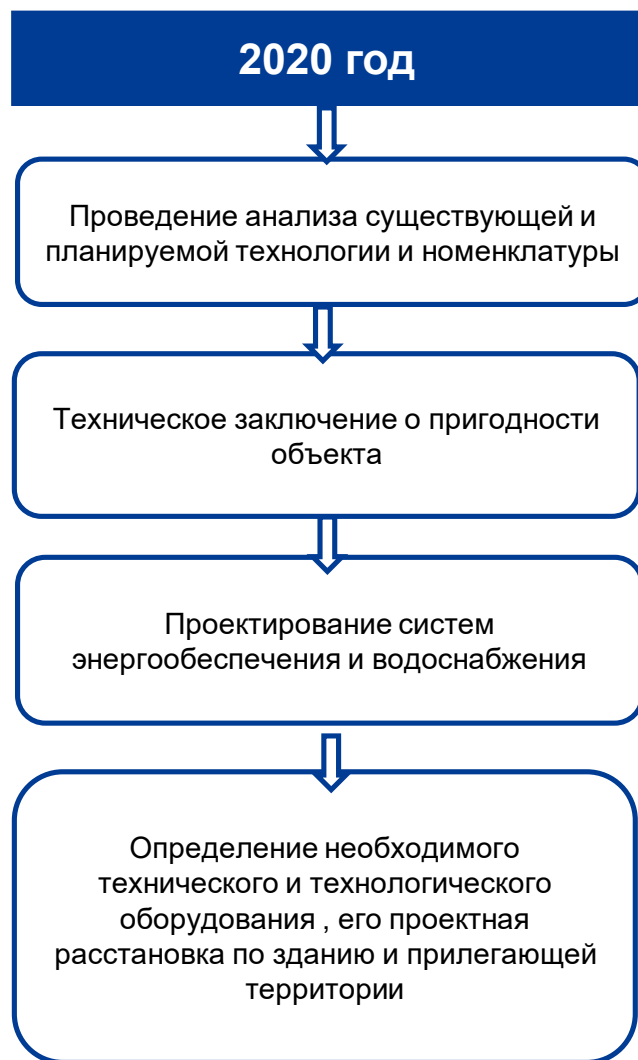 2020 год
Проведение анализа существующей и
планируемой технологии и номенклатуры
Техническое заключение о пригодности
объекта
Проектирование систем
энергообеспечения и водоснабжения
Определение необходимого
технического и технологического
оборудования , его проектная
расстановка по зданию и прилегающей
территории